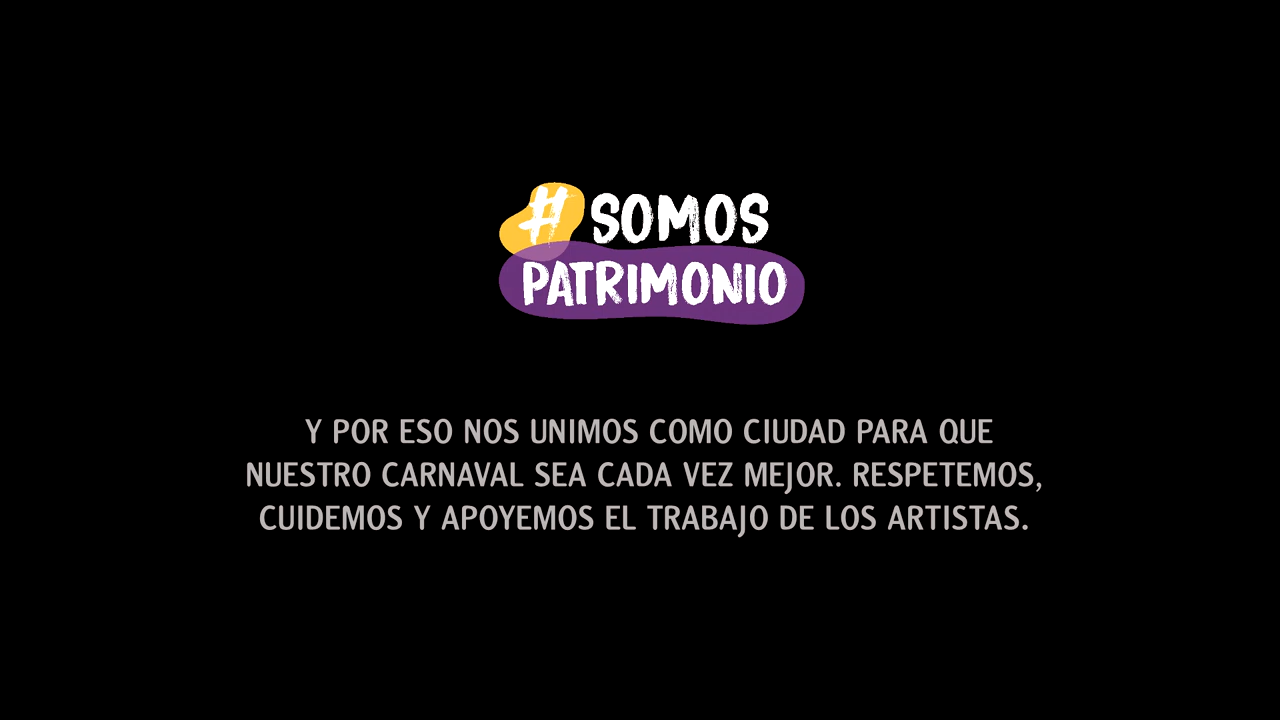 # SOMOS
PATRIMONIO
Y POR ESO NOS UNIMOS COMO CIUDAD PARA QUE
NUESTRO CARNAVAL SEA CADA VEZ MEJOR. RESPETEMOS,
CUIDEMOS Y APOYEMOS EL TRABAJO DE LOS ARTISTAS.